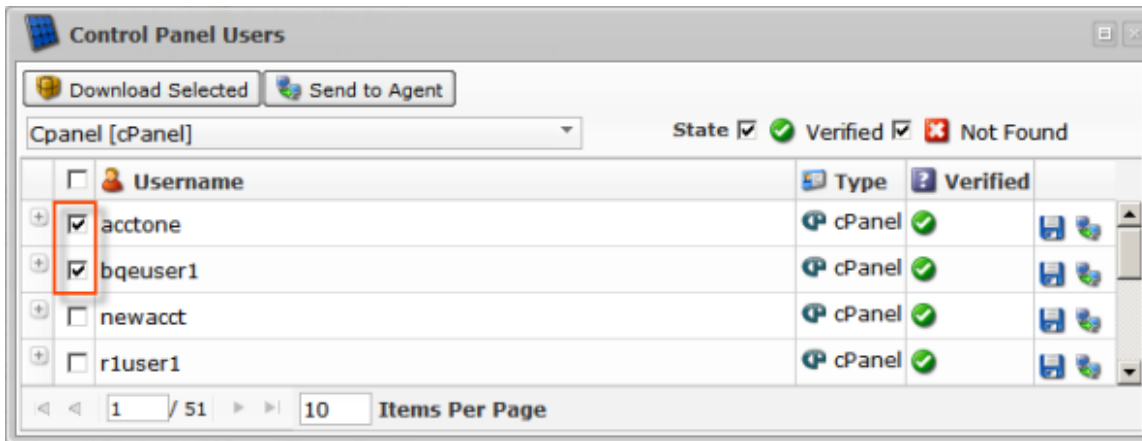 Control Panel Users
Download Selected Send to Agent
Cpanel [cPanel] State Verified Not Found
Username Type Verified
acctone cPanel
bqeuser1 cPanel
newacct cPanel
r1user1 cPanel
1 / 51 10 Items Per Page